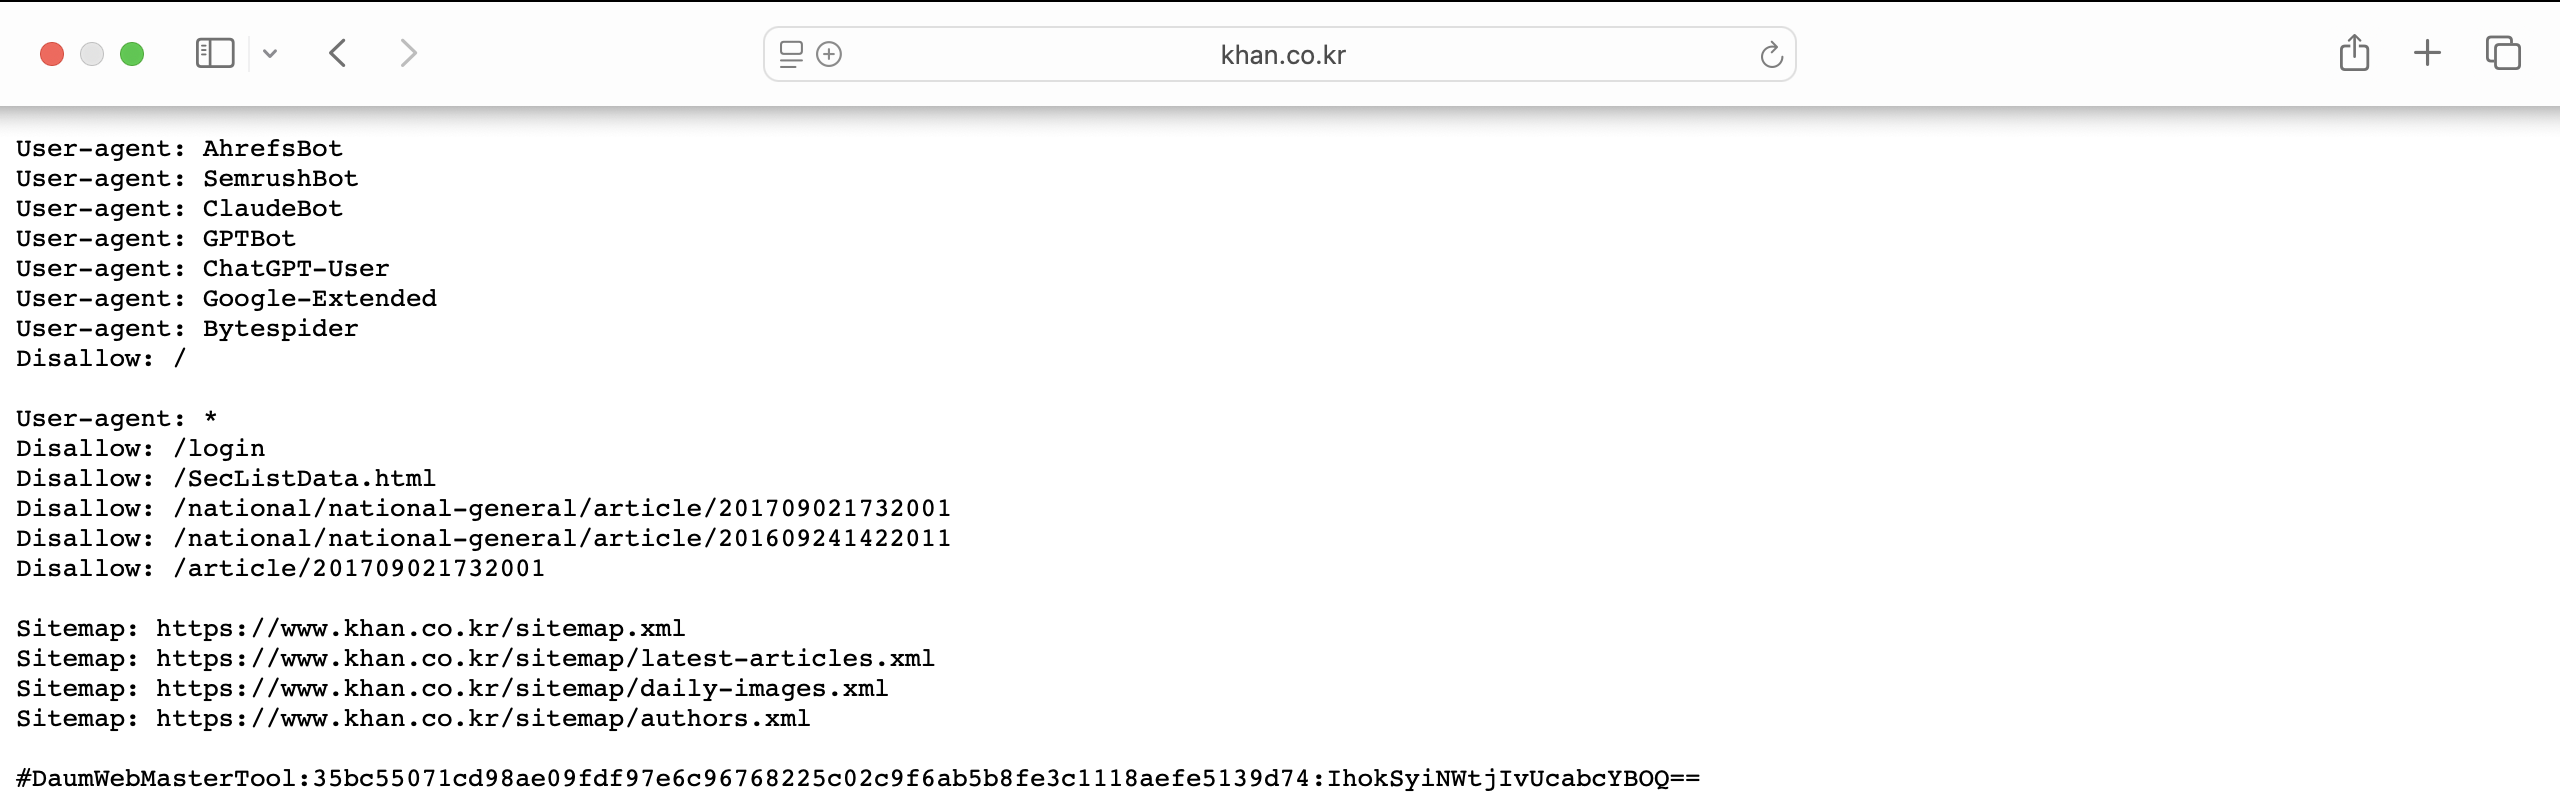 khan.co.kr
User-agent: AhrefsBot
User-agent: SemrushBot
User-agent: ClaudeBot
User-agent: GPTBot
User-agent: ChatGPT-User
User-agent: Google-Extended
User-agent: Bytespider
Disallow: /
User-agent: *
Disallow: /login
Disallow: /SecListData.html
Disallow: /national/national-general/article/201709021732001
Disallow: /national/national-general/article/201609241422011
Disallow: /article/201709021732001
Sitemap: https://www.khan.co.kr/sitemap.xml
Sitemap: https://www.khan.co.kr/sitemap/latest-articles.xml
Sitemap: https://www.khan.co.kr/sitemap/daily-images.xml
Sitemap: https://www.khan.co.kr/sitemap/authors.xml
#DaumWebMasterTool:35bc55071cd98ae09fdf97e6c96768225c02c9f6ab5b8fe3c1118aefe5139d74:IhokSyiNWtjIvUcabcYBOQ==